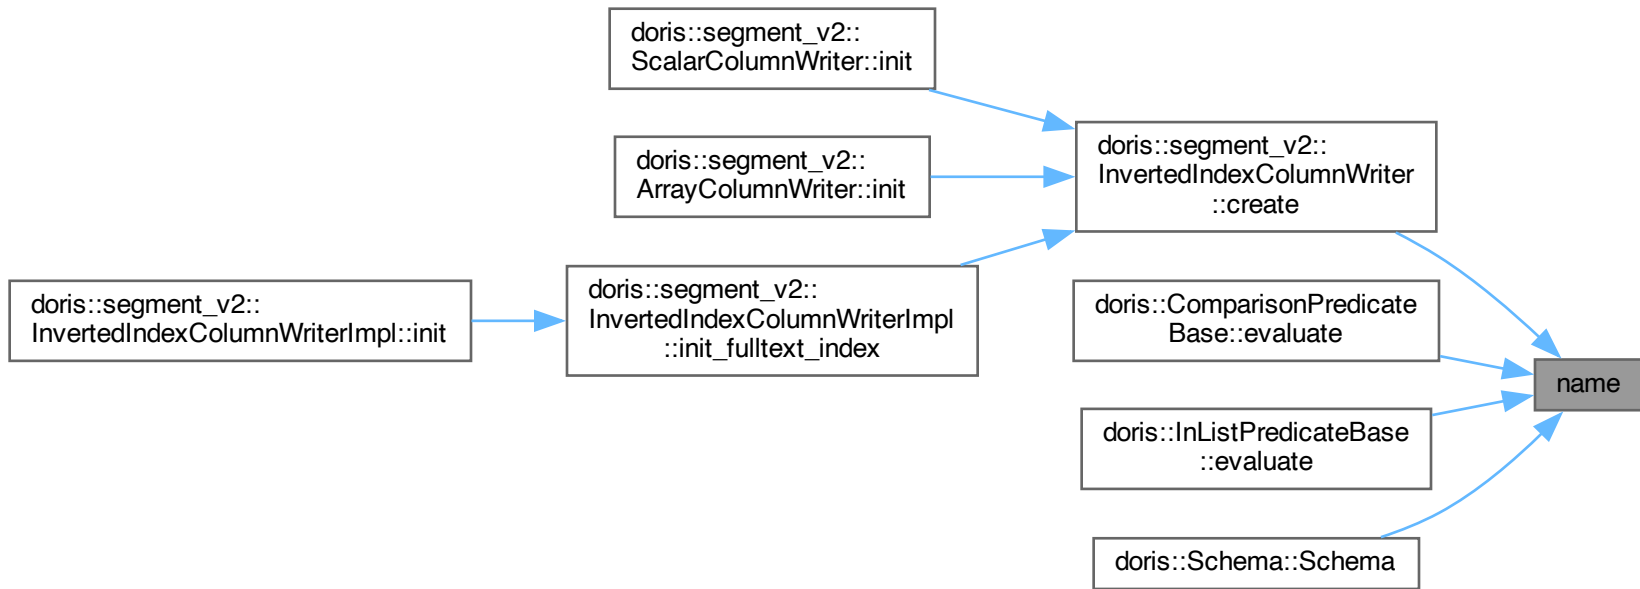 doris::segment_v2::
ScalarColumnWriter::init
doris::segment_v2::
ArrayColumnWriter::init
doris::segment_v2::
InvertedIndexColumnWriter
::create
doris::segment_v2::
InvertedIndexColumnWriterImpl::init
doris::segment_v2::
InvertedIndexColumnWriterImpl
::init_fulltext_index
doris::ComparisonPredicate
Base::evaluate
name
doris::InListPredicateBase
::evaluate
doris::Schema::Schema